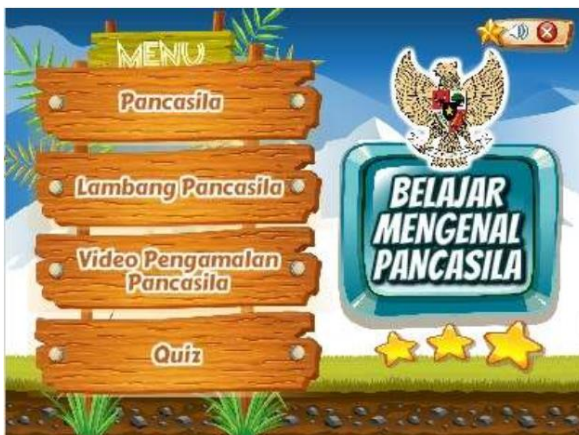 MENU
Pancasila
Lambang Pancasila
Video Pengamalan
Pancasila
Quiz
BELAJAR
MENGENAL
PANCASILA